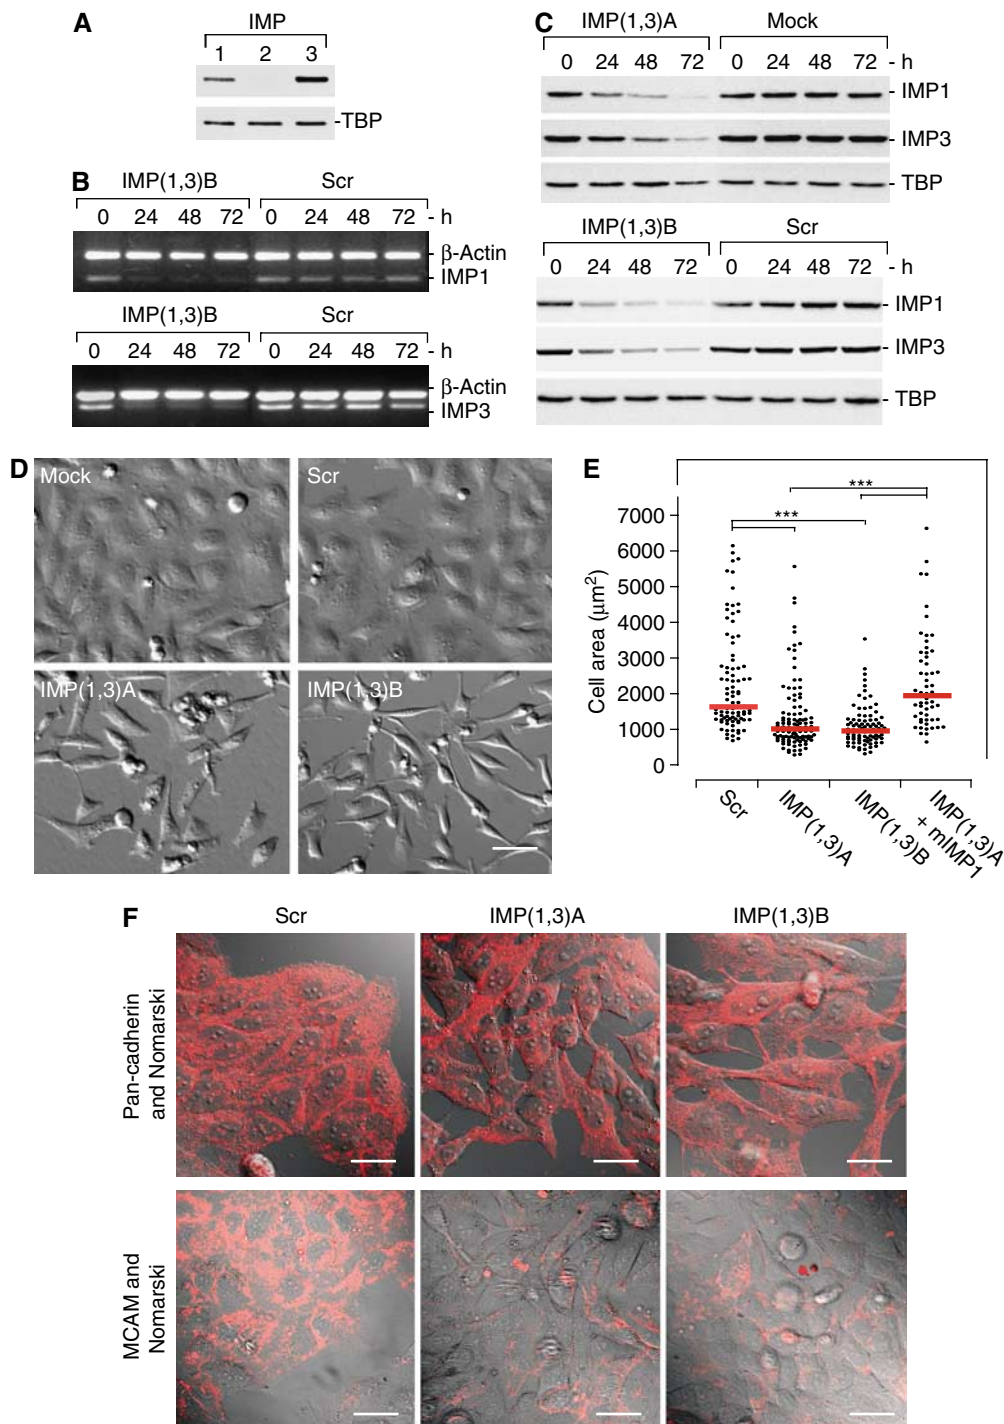 A
IMP
1 2 3
-TBP
B
IMP(1,3)B Scr
0 24 48 72 0 24 48 72 - h
β-Actin
IMP1
IMP(1,3)B Scr
0 24 48 72 0 24 48 72 - h
β-Actin
IMP3
C
IMP(1,3)A Mock
0 24 48 72 0 24 48 72 - h
IMP1
IMP3
TBP
IMP(1,3)B Scr
0 24 48 72 0 24 48 72 - h
IMP1
IMP3
TBP
D
Mock
Scr
IMP(1,3)A
IMP(1,3)B
E
***
***
Cell area (μm²)
7000
6000
5000
4000
3000
2000
1000
0
Scr
IMP(1,3)A
IMP(1,3)B
IMP(1,3)A
+ mIMP1
F
Scr IMP(1,3)A IMP(1,3)B
Pan-cadherin
and Nomarski
MCAM and
Nomarski